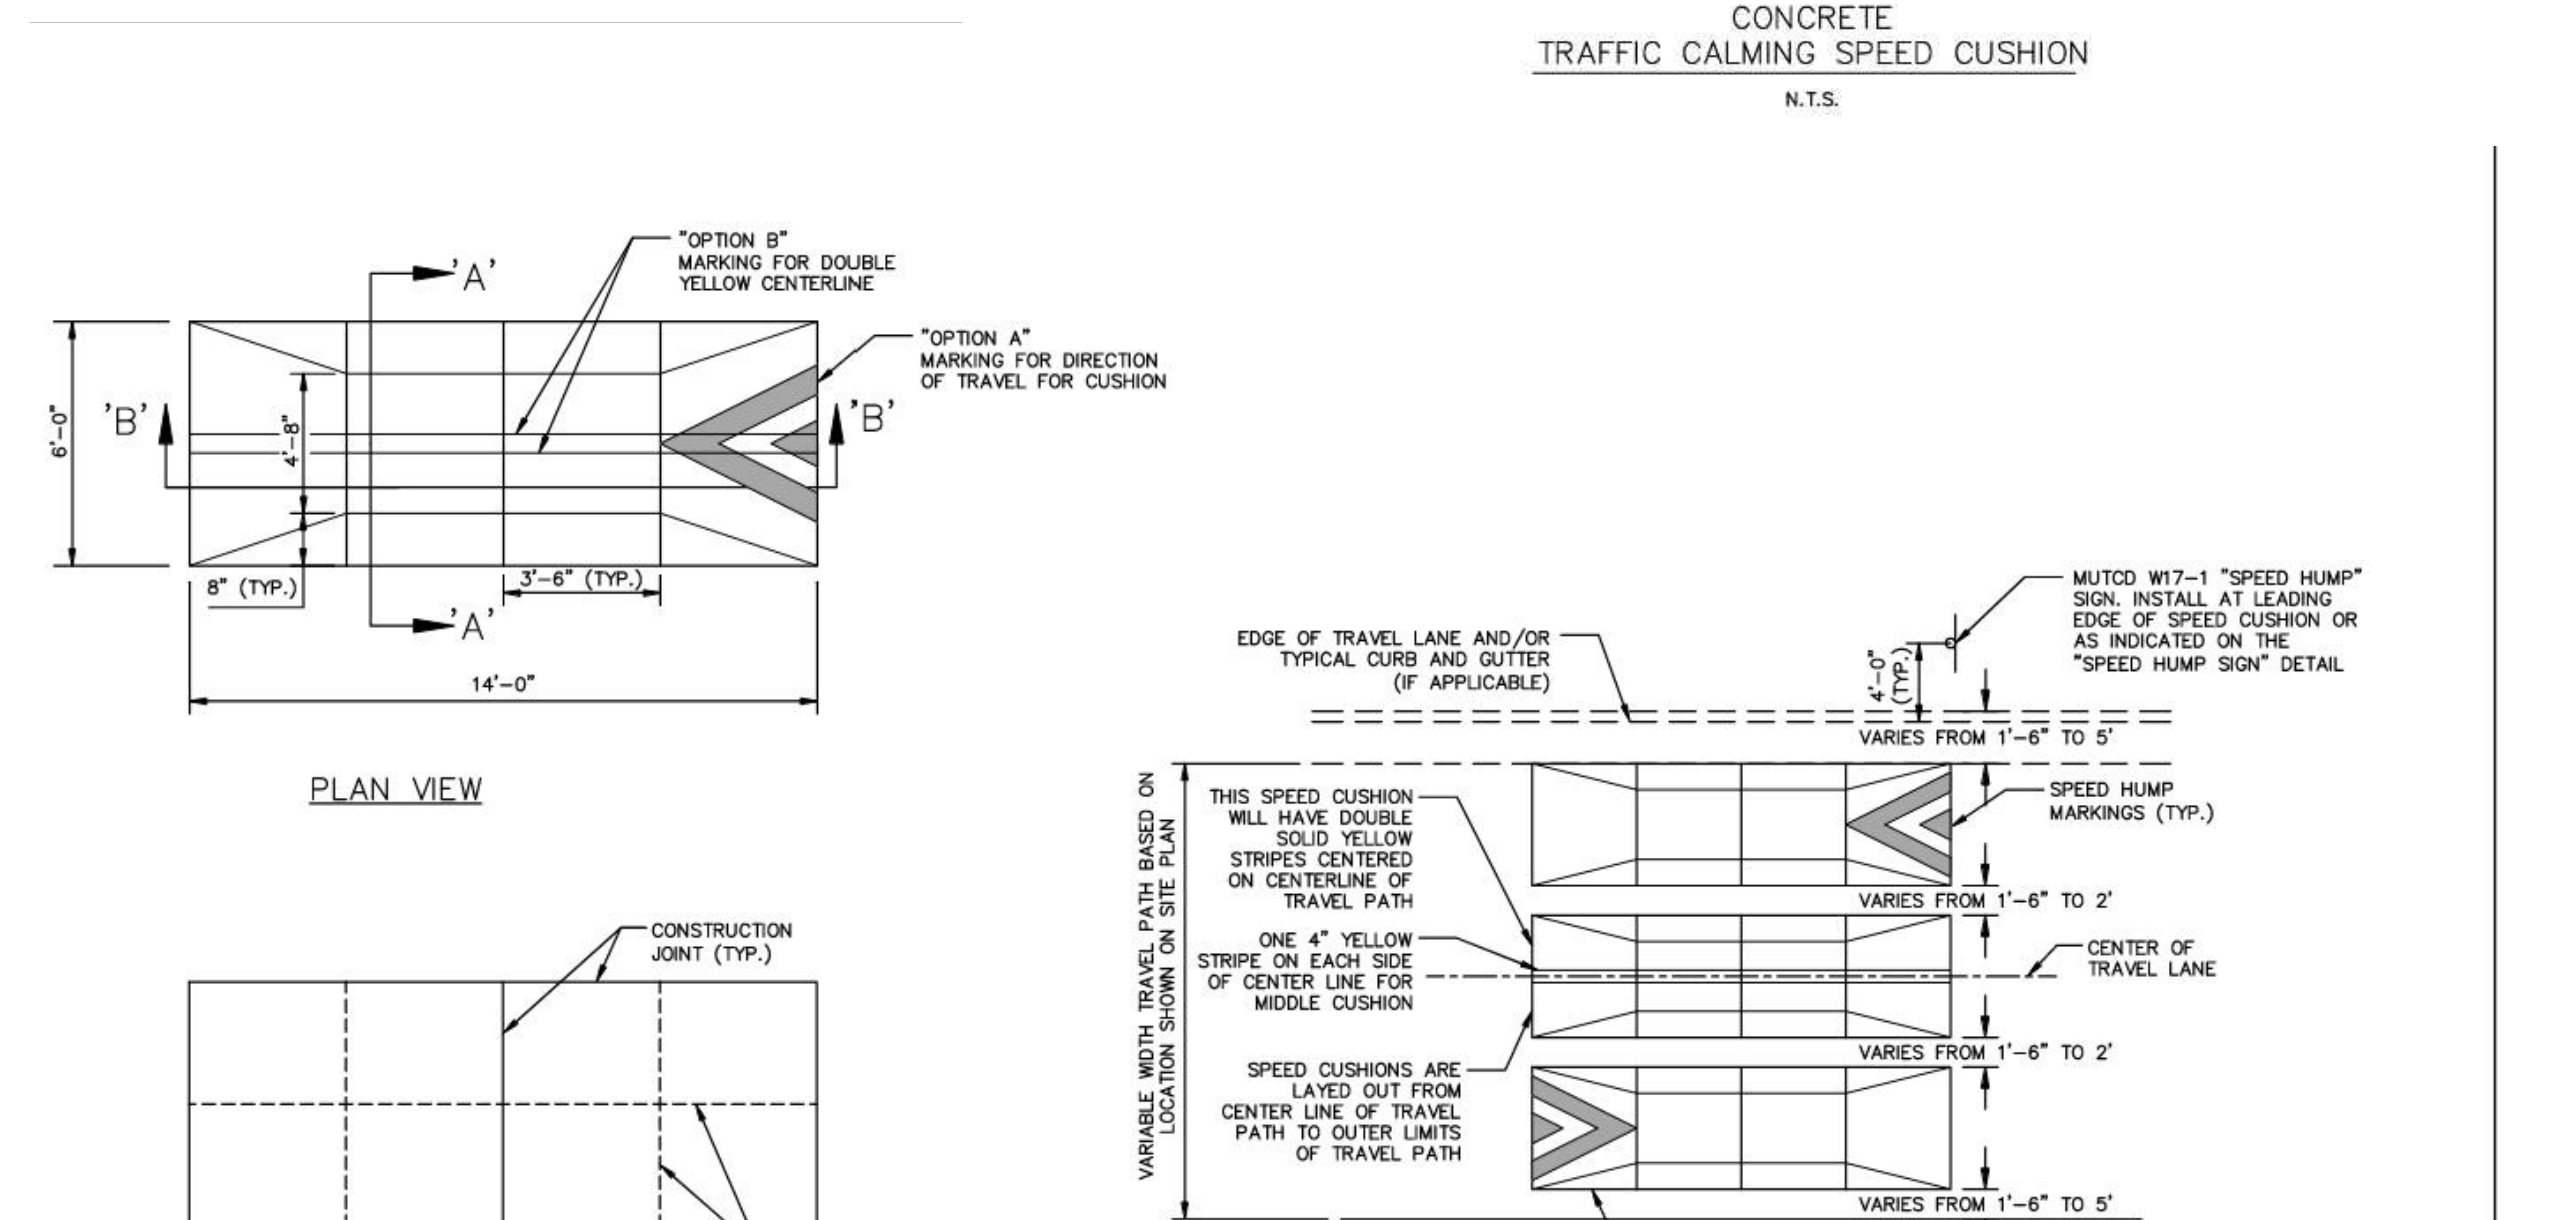 CONCRETE
TRAFFIC CALMING SPEED CUSHION
N.T.S.
"OPTION B"
MARKING FOR DOUBLE
YELLOW CENTERLINE
'A'
"OPTION A"
MARKING FOR DIRECTION
OF TRAVEL FOR CUSHION
6'-0"
'B'
4'-8"
'B'
8" (TYP.)
3'-6" (TYP.)
'A'
14'-0"
PLAN VIEW
CONSTRUCTION
JOINT (TYP.)
MUTCD W17-1 "SPEED HUMP"
SIGN. INSTALL AT LEADING
EDGE OF SPEED CUSHION OR
AS INDICATED ON THE
"SPEED HUMP SIGN" DETAIL
EDGE OF TRAVEL LANE AND/OR
TYPICAL CURB AND GUTTER
(IF APPLICABLE)
4'-0"
(TYP.)
VARIES FROM 1'-6" TO 5'
VARIABLE WIDTH TRAVEL PATH BASED ON
LOCATION SHOWN ON SITE PLAN
THIS SPEED CUSHION
WILL HAVE DOUBLE
SOLID YELLOW
STRIPES CENTERED
ON CENTERLINE OF
TRAVEL PATH
SPEED HUMP
MARKINGS (TYP.)
VARIES FROM 1'-6" TO 2'
ONE 4" YELLOW
STRIPE ON EACH SIDE
OF CENTER LINE FOR
MIDDLE CUSHION
CENTER OF
TRAVEL LANE
VARIES FROM 1'-6" TO 2'
SPEED CUSHIONS ARE
LAYED OUT FROM
CENTER LINE OF TRAVEL
PATH TO OUTER LIMITS
OF TRAVEL PATH
VARIES FROM 1'-6" TO 5'